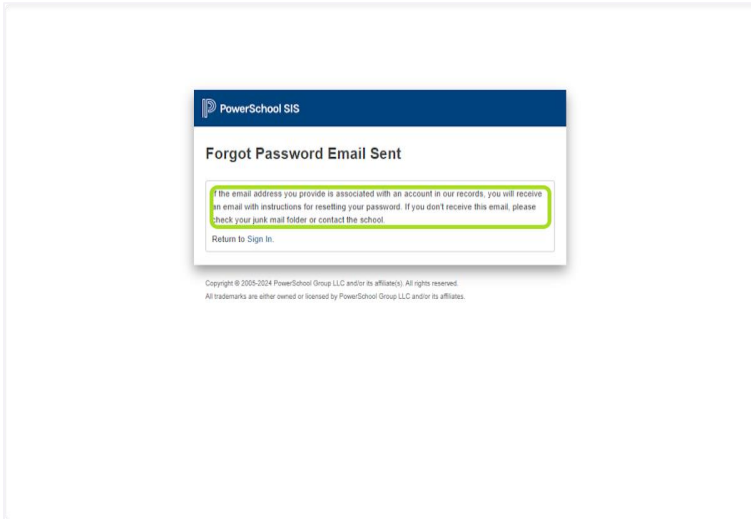 PowerSchool SIS
Forgot Password Email Sent
If the email address you provide is associated with an account in our records, you will receive
an email with instructions for resetting your password. If you don't receive this email, please
check your junk mail folder or contact the school.
Return to Sign In.
Copyright © 2005-2024 PowerSchool Group LLC and/or its affiliate(s). All rights reserved.
All trademarks are either owned or licensed by PowerSchool Group LLC and/or its affiliates.